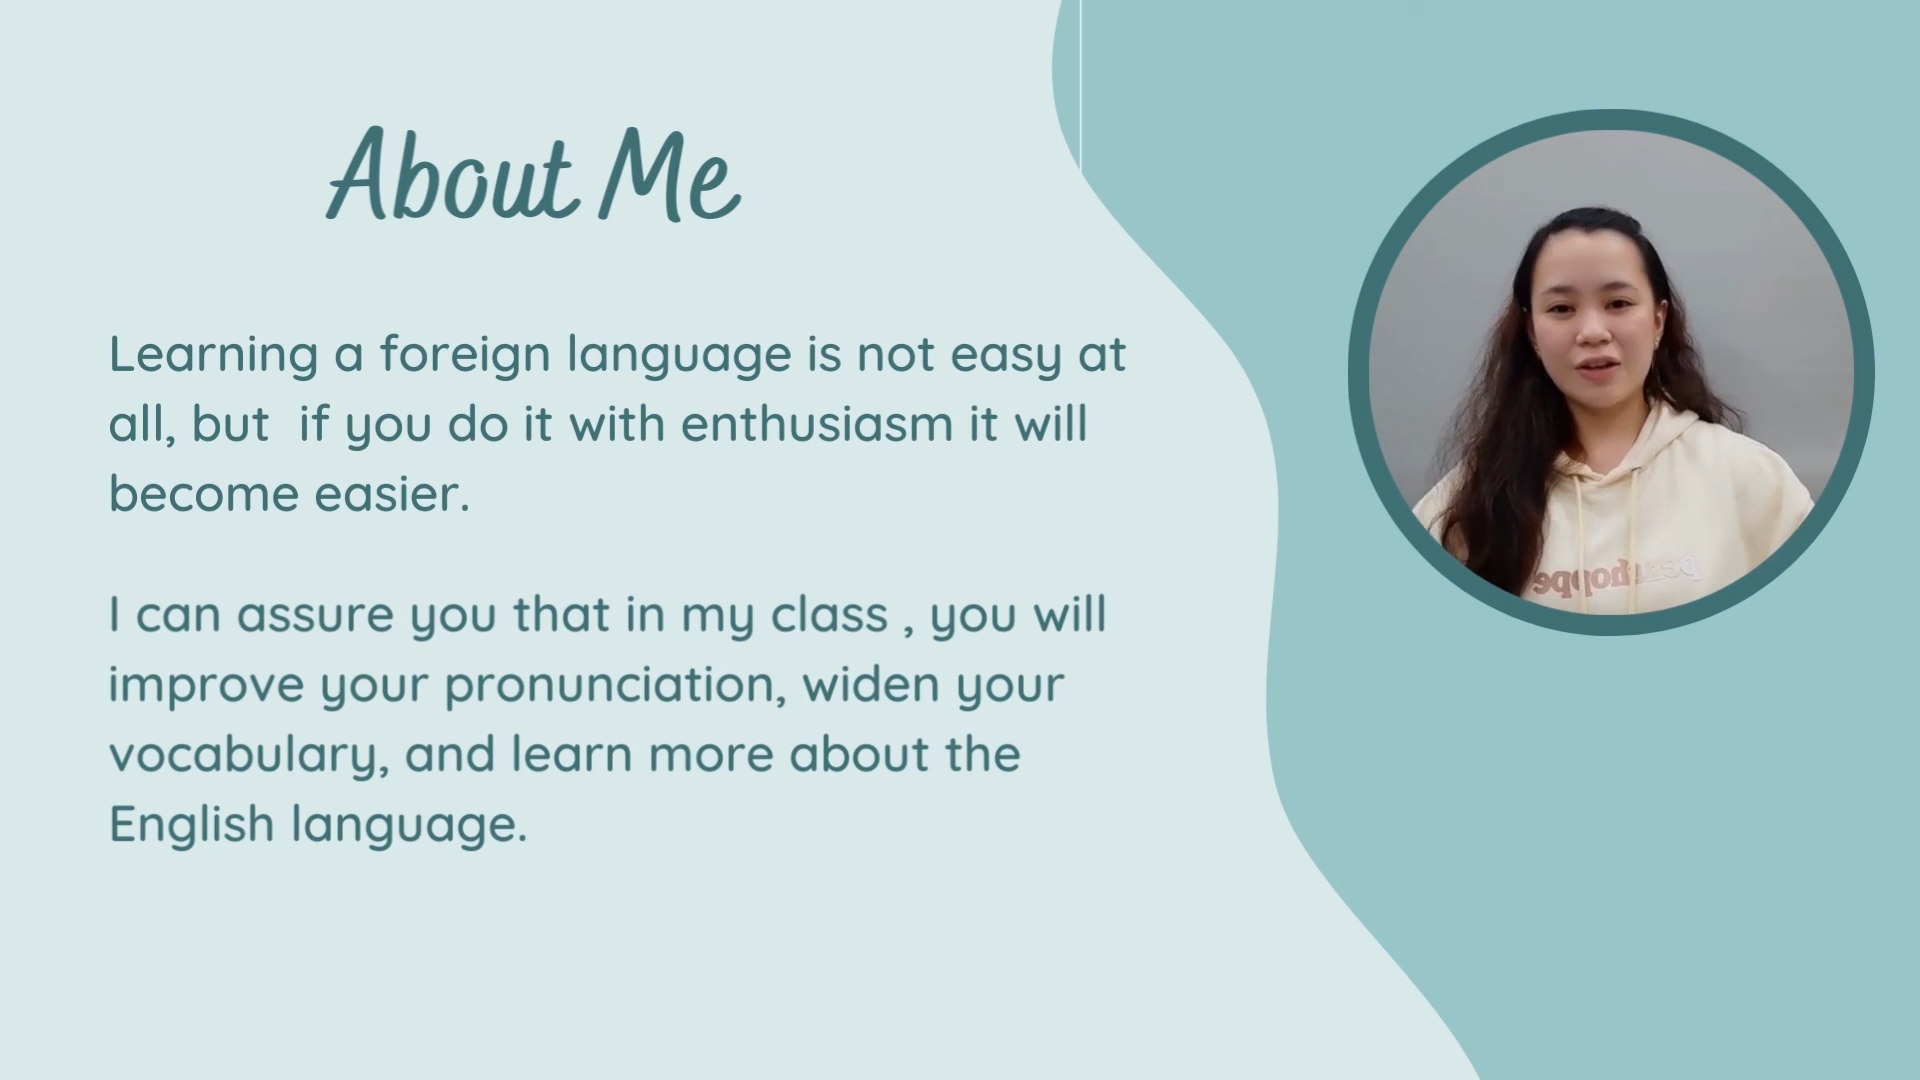 About Me
Learning a foreign language is not easy at
all, but  if you do it with enthusiasm it will
become easier.
I can assure you that in my class , you will
improve your pronunciation, widen your
vocabulary, and learn more about the
English language.
penshoppe